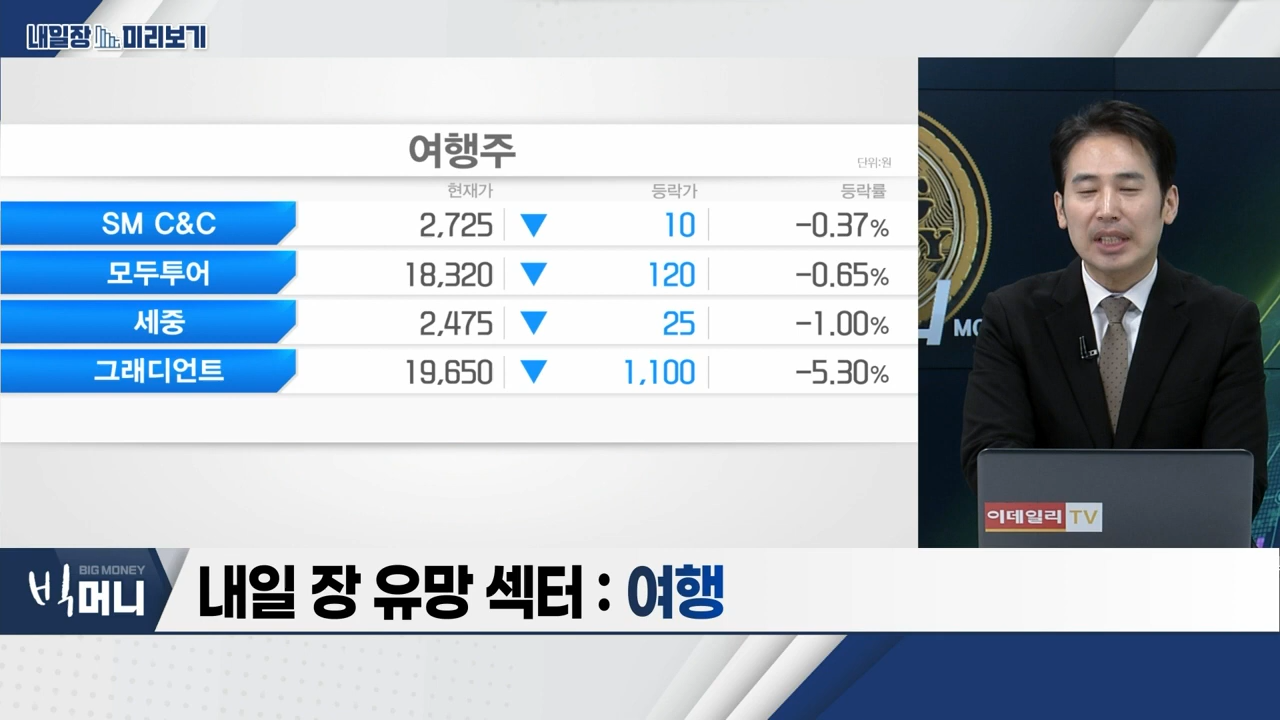 내일장 미리보기
여행주
단위:원
현재가 등락가 등락률
SM C&C 2,725 ▼ 10 -0.37%
모두투어 18,320 ▼ 120 -0.65%
세중 2,475 ▼ 25 -1.00%
그래디언트 19,650 ▼ 1,100 -5.30%
이데일리 TV
BIG MONEY
빅머니
내일 장 유망 섹터 : 여행